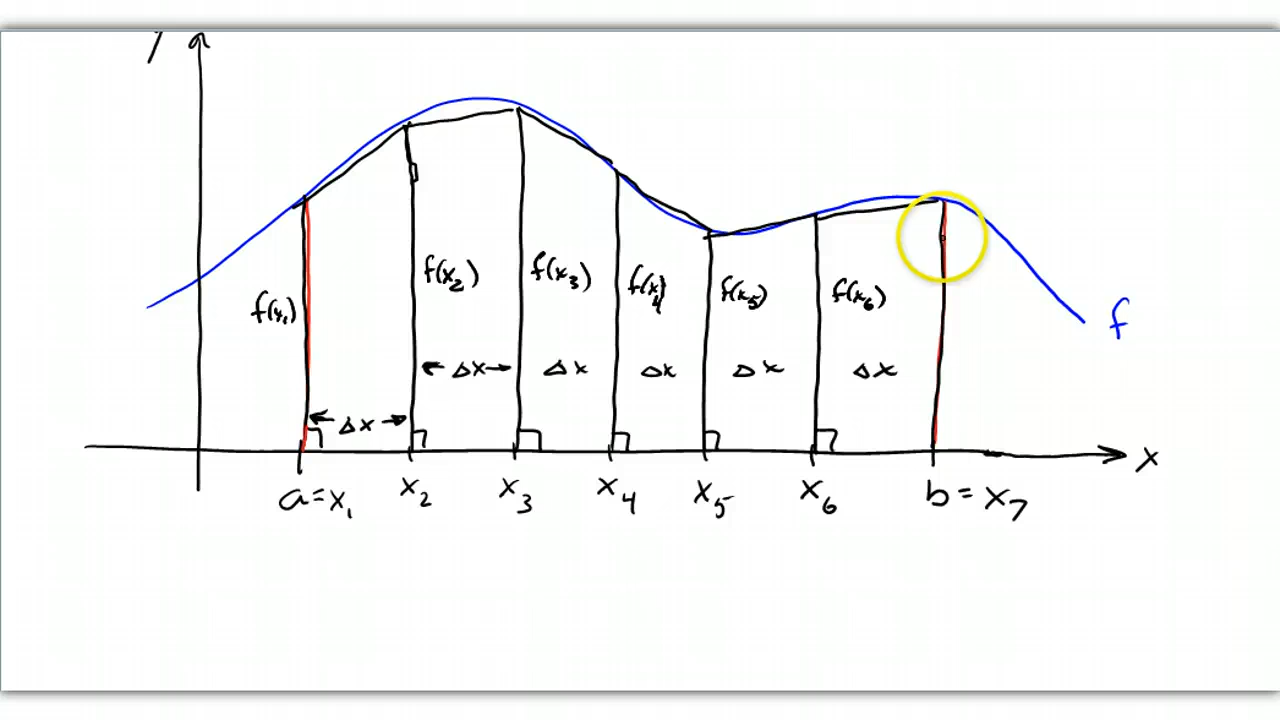 f
f(x₁)
f(x₂)
f(x₃)
f(x₄)
f(x₅)
f(x₆)
Δx
Δx
Δx
Δx
Δx
Δx
x
a=x₁
x₂
x₃
x₄
x₅
x₆
b=x₇